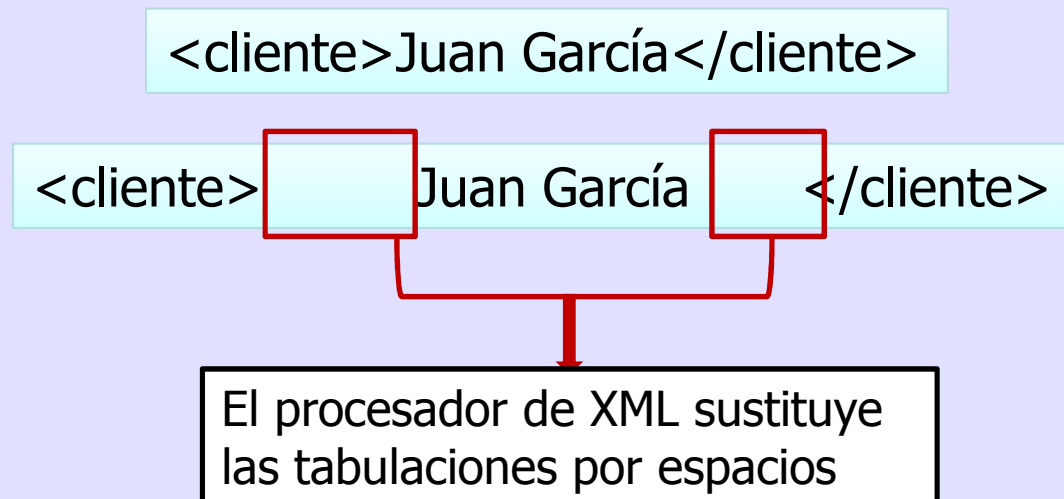 <cliente>Juan García</cliente>
<cliente> Juan García </cliente>
El procesador de XML sustituye
las tabulaciones por espacios